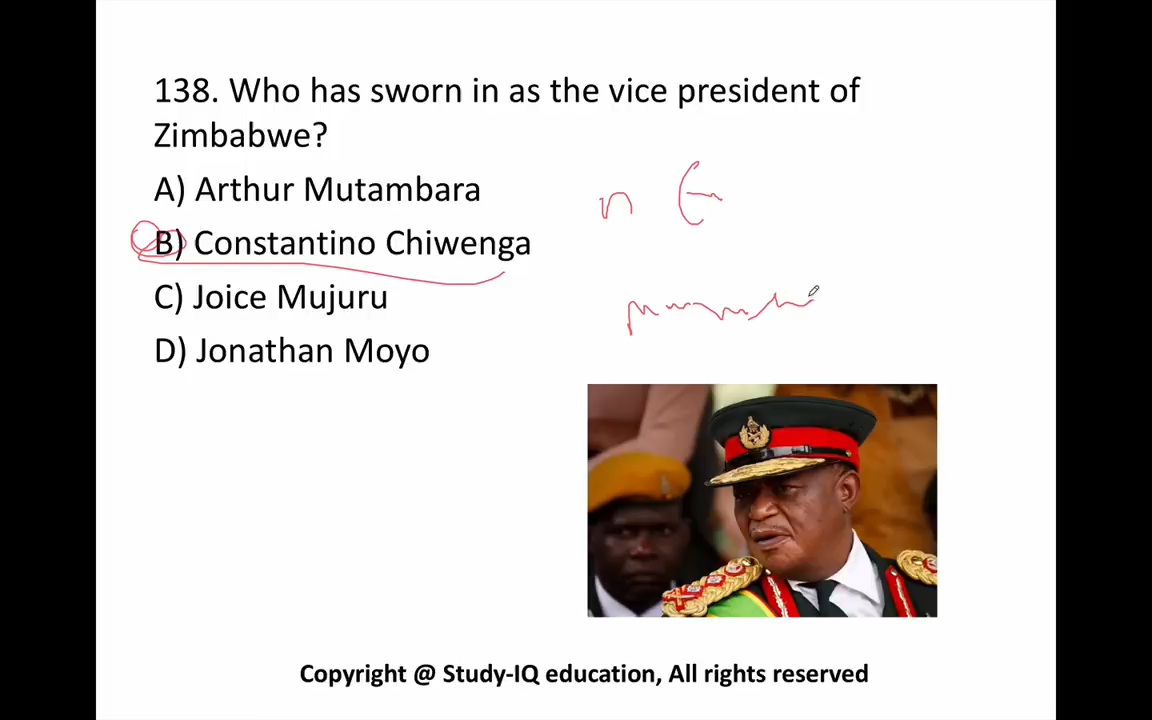 138. Who has sworn in as the vice president of
Zimbabwe?
A) Arthur Mutambara
B) Constantino Chiwenga
C) Joice Mujuru
D) Jonathan Moyo
Copyright @ Study-IQ education, All rights reserved